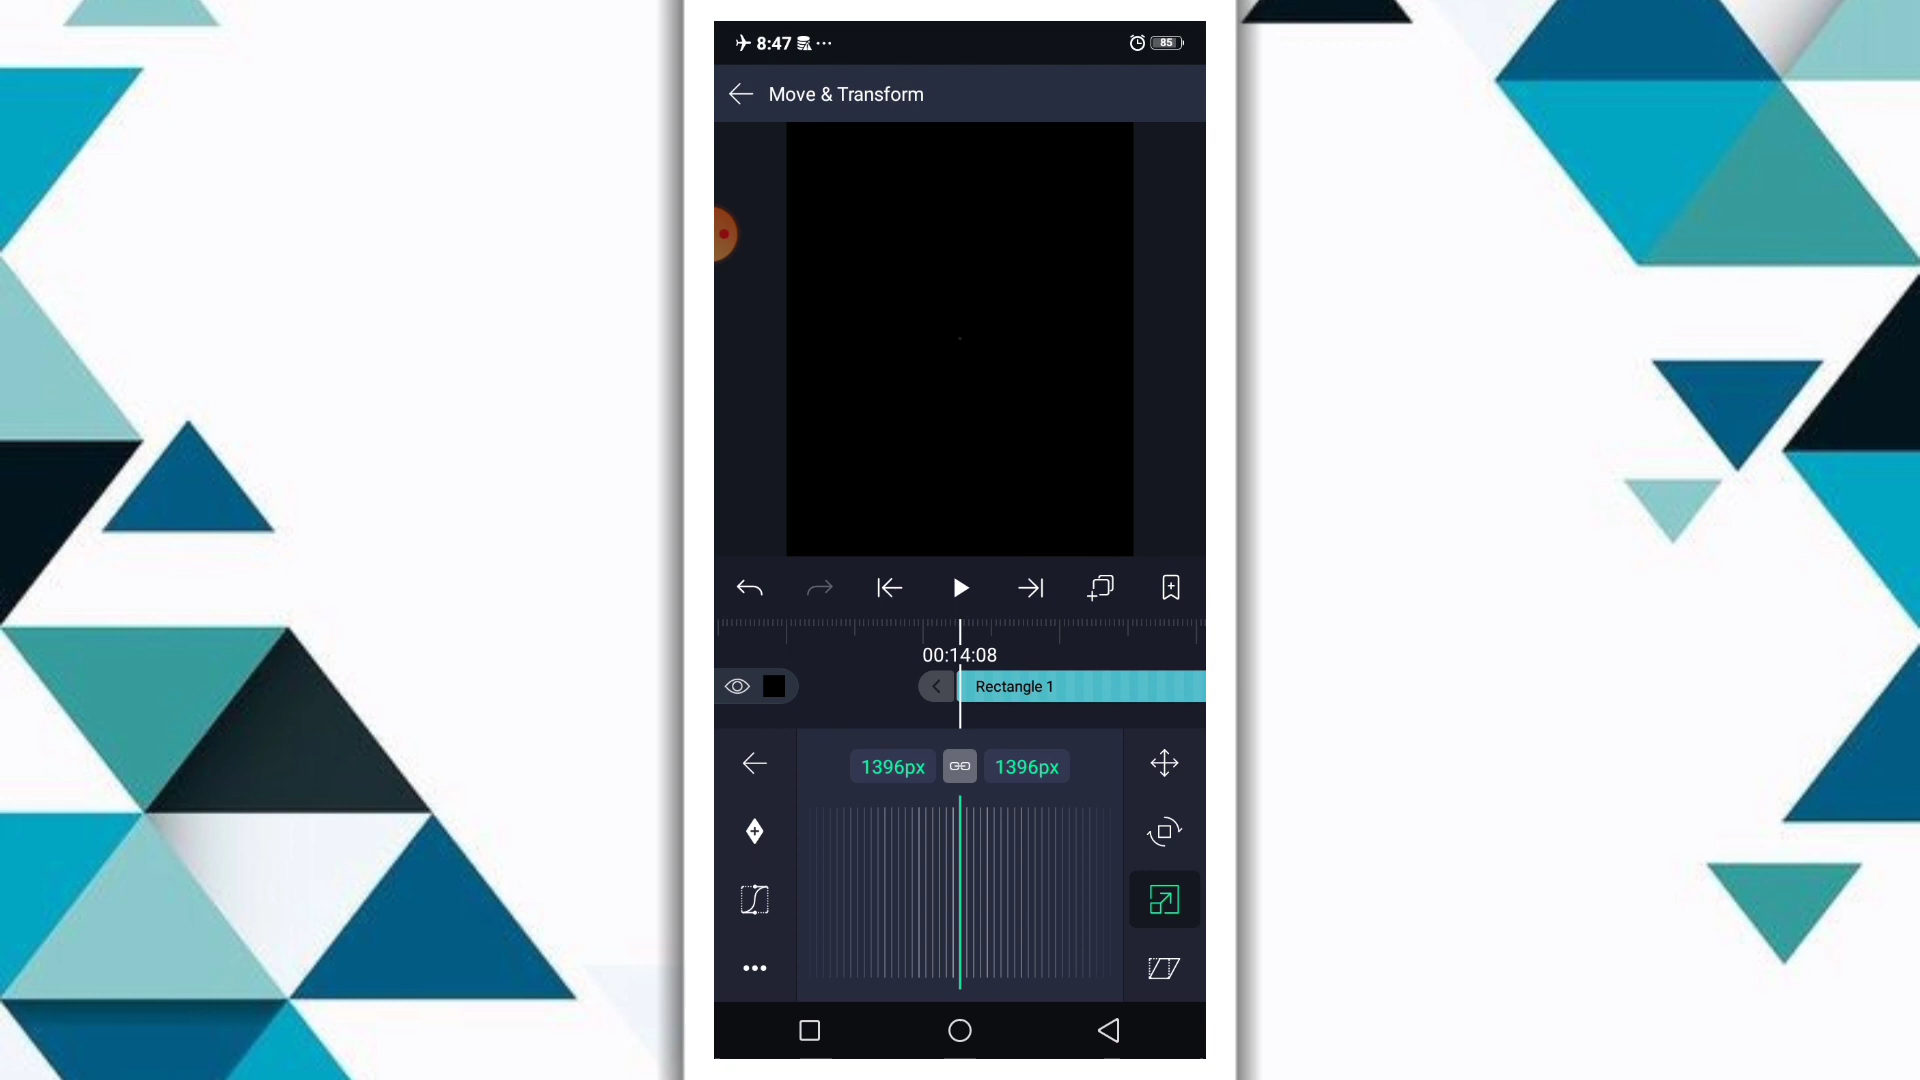 8:47
85
Move & Transform
00:14:08
Rectangle 1
1396px 1396px